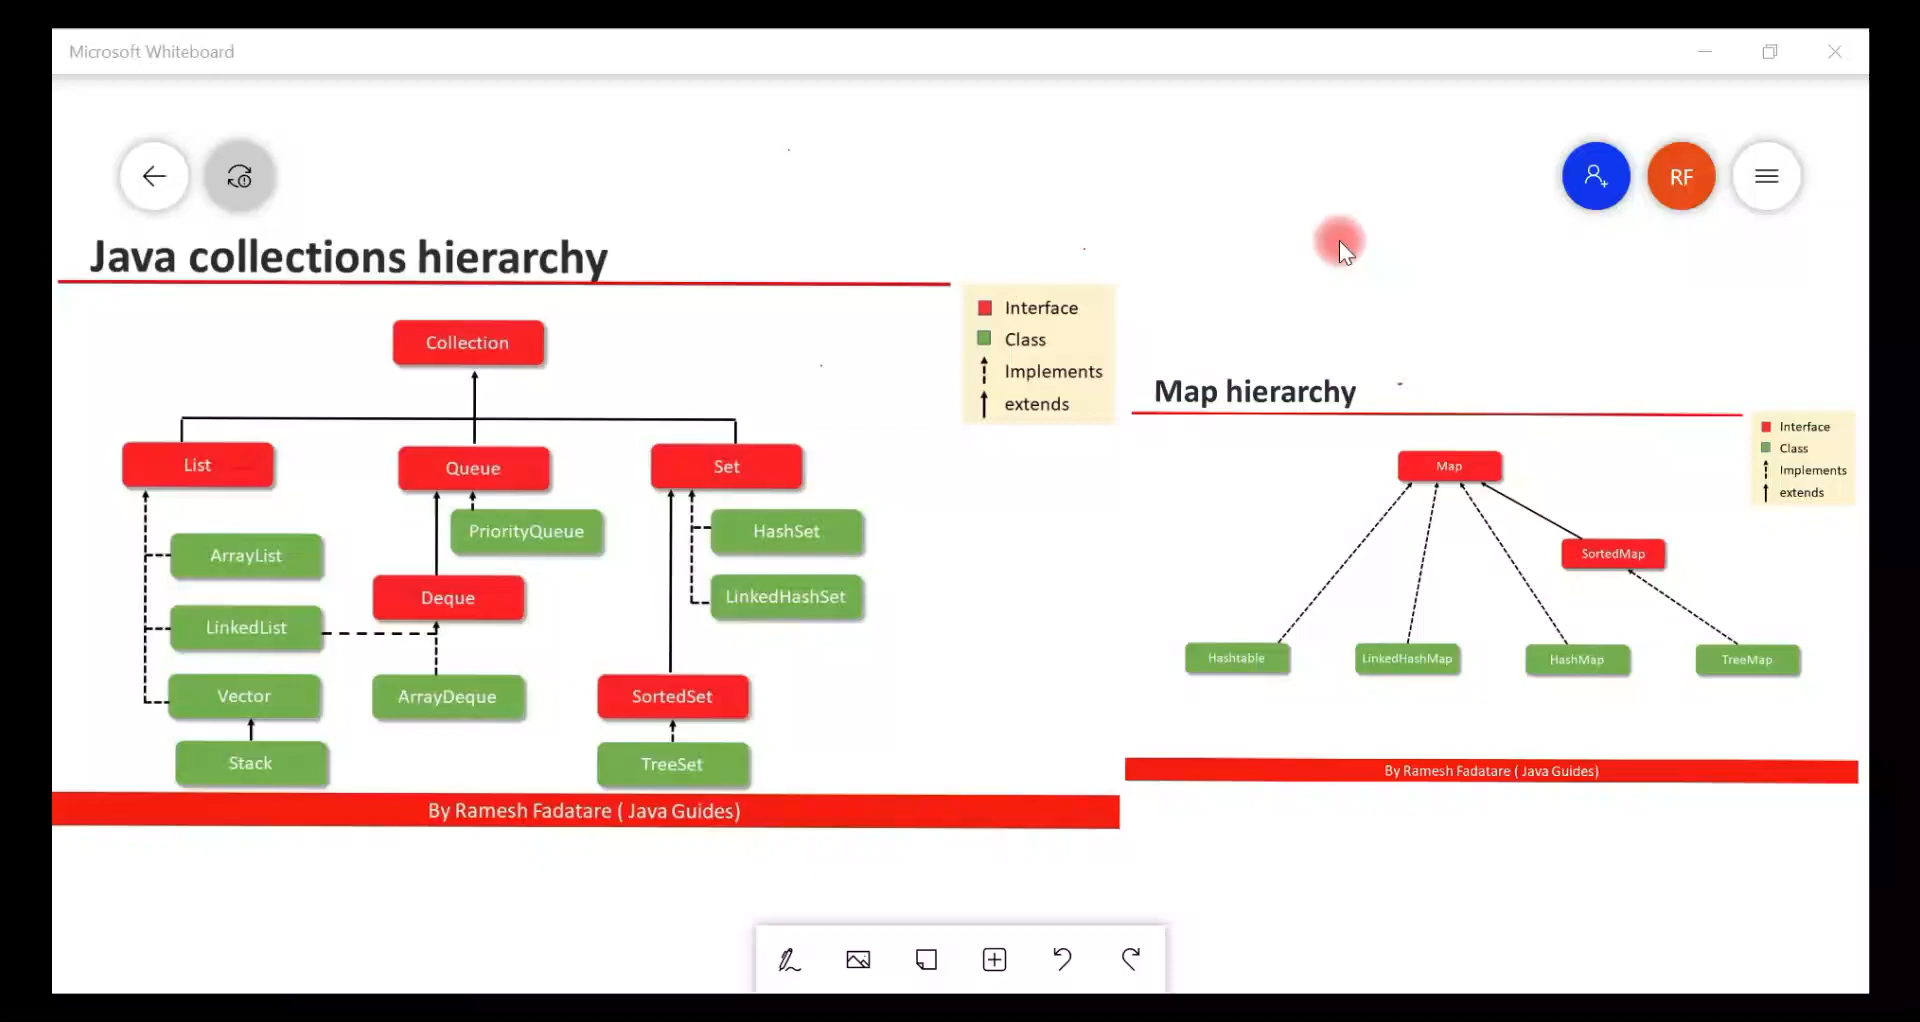 Microsoft Whiteboard
RF
Java collections hierarchy
Interface
Class
Implements
extends
Collection
List
Queue
Set
ArrayList
PriorityQueue
HashSet
LinkedList
Deque
LinkedHashSet
Vector
ArrayDeque
SortedSet
Stack
TreeSet
By Ramesh Fadatare ( Java Guides)
Map hierarchy
Interface
Class
Implements
extends
Map
SortedMap
Hashtable
LinkedHashMap
HashMap
TreeMap
By Ramesh Fadatare ( Java Guides)